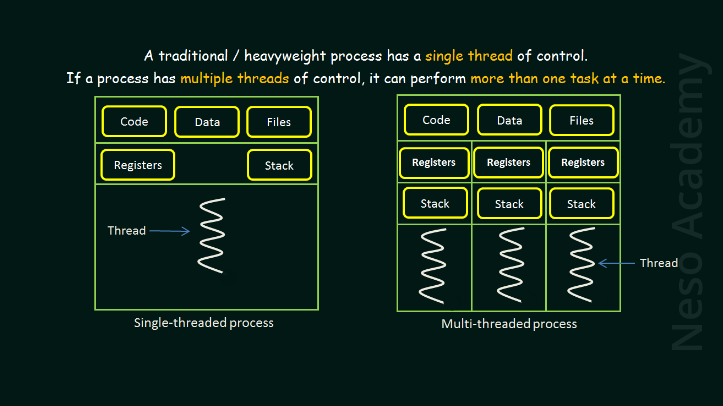 A traditional / heavyweight process has a single thread of control.
If a process has multiple threads of control, it can perform more than one task at a time.
Code Data Files
Registers Stack
Thread
Single-threaded process
Code Data Files
Registers Registers Registers
Stack Stack Stack
Thread
Multi-threaded process
Neso Academy